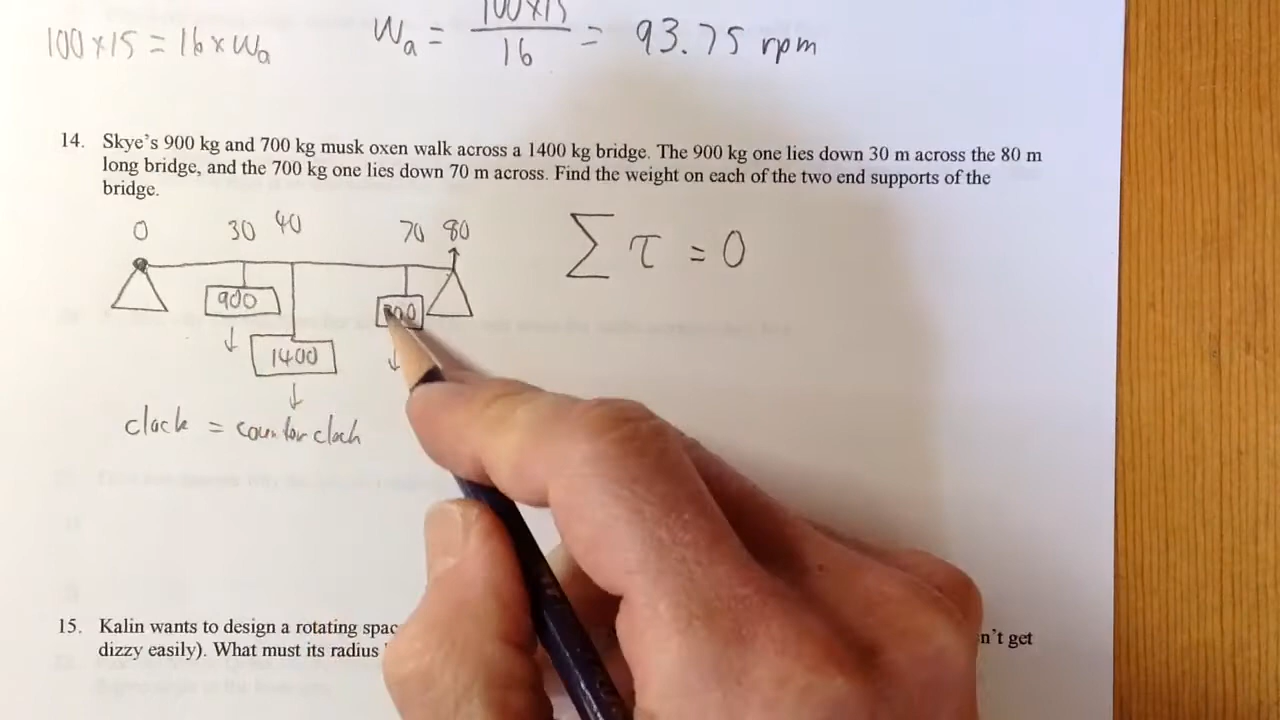 100×15
100×15 = 16×Wa Wa = = 93.75 rpm
16
14. Skye's 900 kg and 700 kg musk oxen walk across a 1400 kg bridge. The 900 kg one lies down 30 m across the 80 m
long bridge, and the 700 kg one lies down 70 m across. Find the weight on each of the two end supports of the
bridge.
0 30 40 70 80
Σ τ = 0
900
1400
clock = counterclock
15. Kalin wants to design a rotating n't get
dizzy easily). What must its radius